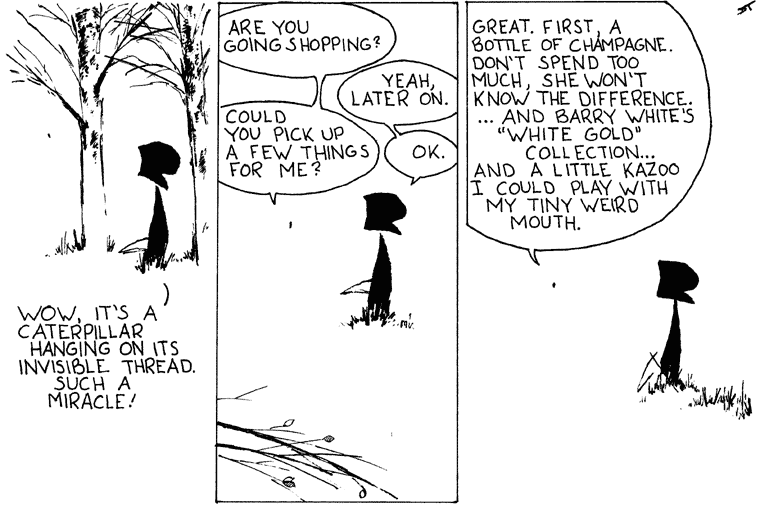 WOW, IT'S A
CATERPILLAR
HANGING ON ITS
INVISIBLE THREAD.
SUCH A
MIRACLE!
ARE YOU
GOING SHOPPING?
YEAH,
LATER ON.
COULD
YOU PICK UP
A FEW THINGS
FOR ME?
OK.
GREAT. FIRST, A
BOTTLE OF CHAMPAGNE.
DON'T SPEND TOO
MUCH, SHE WON'T
KNOW THE DIFFERENCE.
... AND BARRY WHITE'S
"WHITE GOLD"
COLLECTION...
AND A LITTLE KAZOO
I COULD PLAY WITH
MY TINY WEIRD
MOUTH.